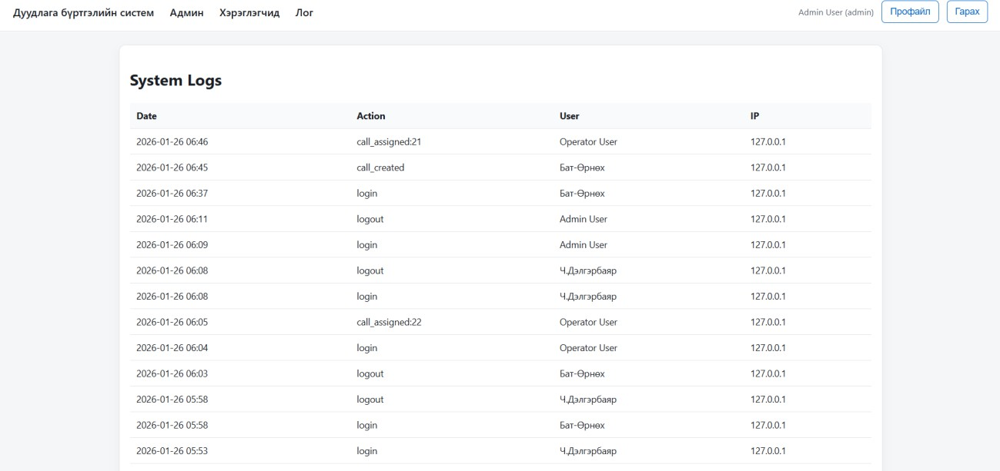 Дуудлага бүртгэлийн систем Админ Хэрэглэгчид Лог Admin User (admin) Профайл Гарах
System Logs
Date Action User IP
2026-01-26 06:46 call_assigned:21 Operator User 127.0.0.1
2026-01-26 06:45 call_created Бат-Өрнөх 127.0.0.1
2026-01-26 06:37 login Бат-Өрнөх 127.0.0.1
2026-01-26 06:11 logout Admin User 127.0.0.1
2026-01-26 06:09 login Admin User 127.0.0.1
2026-01-26 06:08 logout Ч.Дэлгэрбаяр 127.0.0.1
2026-01-26 06:08 login Ч.Дэлгэрбаяр 127.0.0.1
2026-01-26 06:05 call_assigned:22 Operator User 127.0.0.1
2026-01-26 06:04 login Operator User 127.0.0.1
2026-01-26 06:03 logout Бат-Өрнөх 127.0.0.1
2026-01-26 05:58 logout Ч.Дэлгэрбаяр 127.0.0.1
2026-01-26 05:58 login Бат-Өрнөх 127.0.0.1
2026-01-26 05:53 login Ч.Дэлгэрбаяр 127.0.0.1